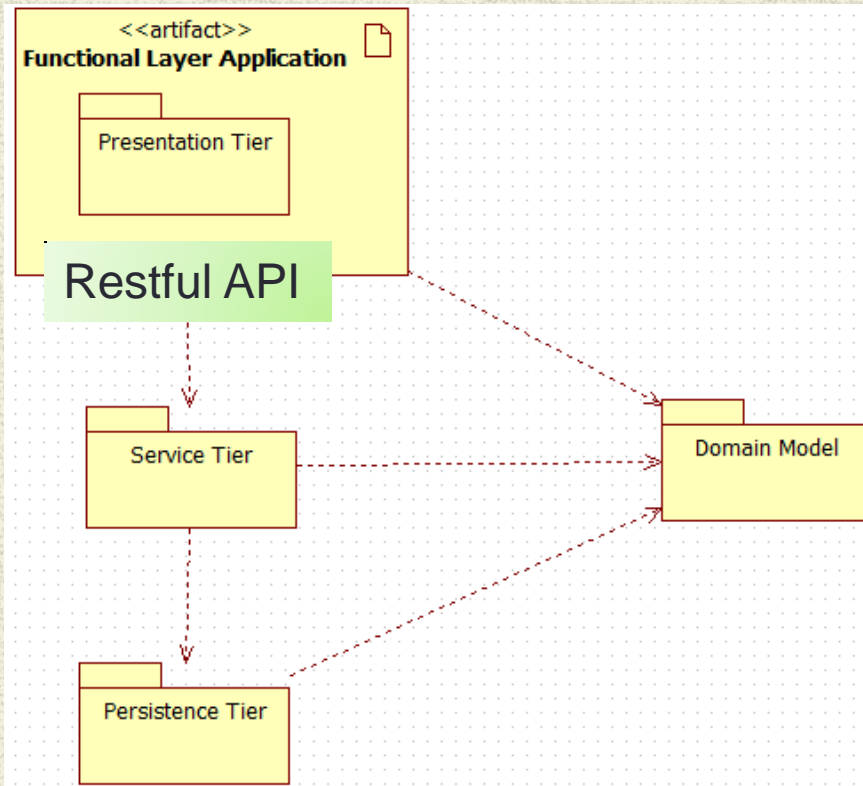 <<artifact>>
Functional Layer Application
Presentation Tier
Restful API
Service Tier
Domain Model
Persistence Tier